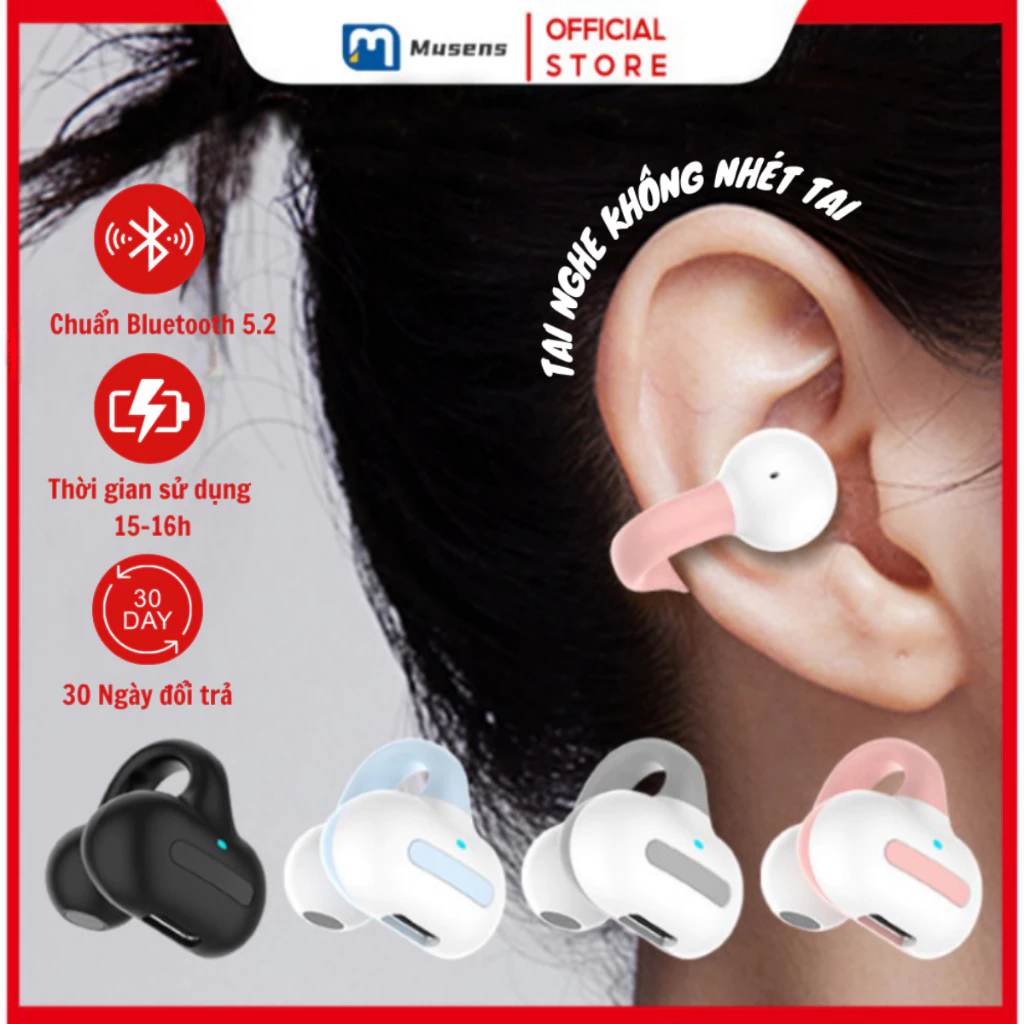 Musens
OFFICIAL
STORE
TAI NGHE KHÔNG NHÉT TAI
Chuẩn Bluetooth 5.2
Thời gian sử dụng
15-16h
30
DAY
30 Ngày đổi trả